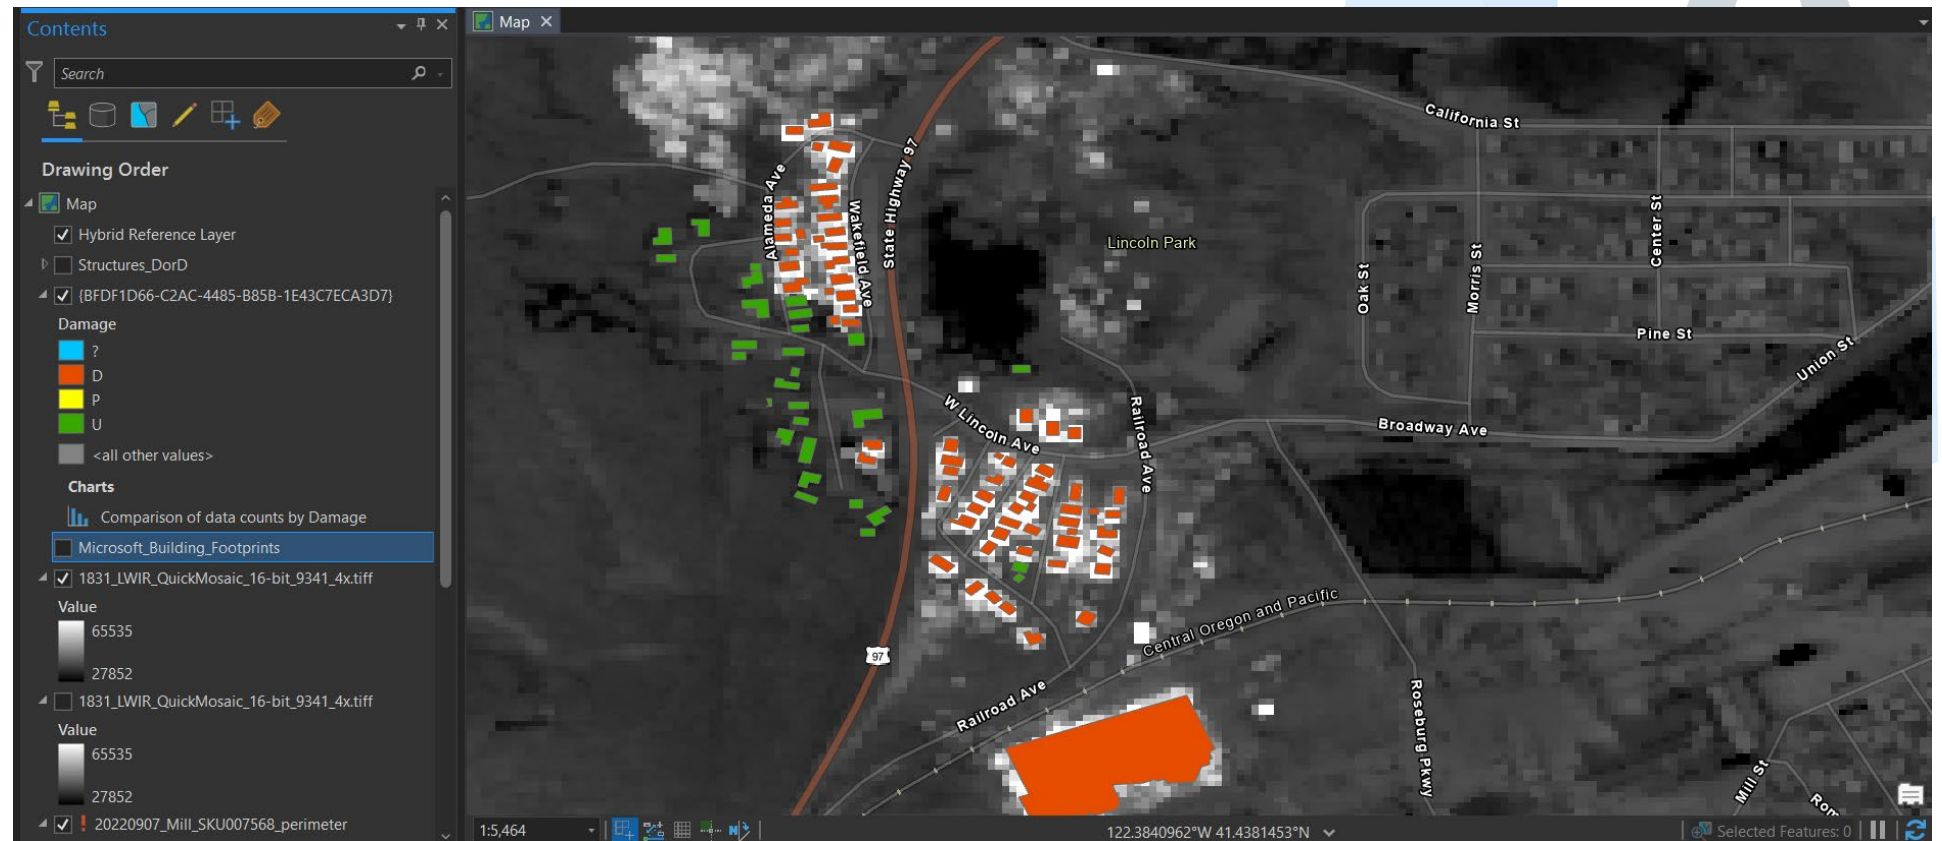 Contents
Search
Drawing Order
Map
Hybrid Reference Layer
Structures_DorD
{BFDF1D66-C2AC-4485-B85B-1E43C7ECA3D7}
Damage
?
D
P
U
<all other values>
Charts
Comparison of data counts by Damage
Microsoft_Building_Footprints
1831_LWIR_QuickMosaic_16-bit_9341_4x.tiff
Value
65535
27852
1831_LWIR_QuickMosaic_16-bit_9341_4x.tiff
Value
65535
27852
20220907_Mill_SKU007568_perimeter
Map
California St
State Highway 97
Alameda Ave
Wakefield Ave
Lincoln Park
Center St
Morris St
Oak St
Pine St
Union St
W Lincoln Ave
Railroad Ave
Broadway Ave
Central Oregon and Pacific
97
Railroad Ave
Roseburg Pkwy
Mill St
Rom
1:5,464
122.3840962°W 41.4381453°N
Selected Features: 0